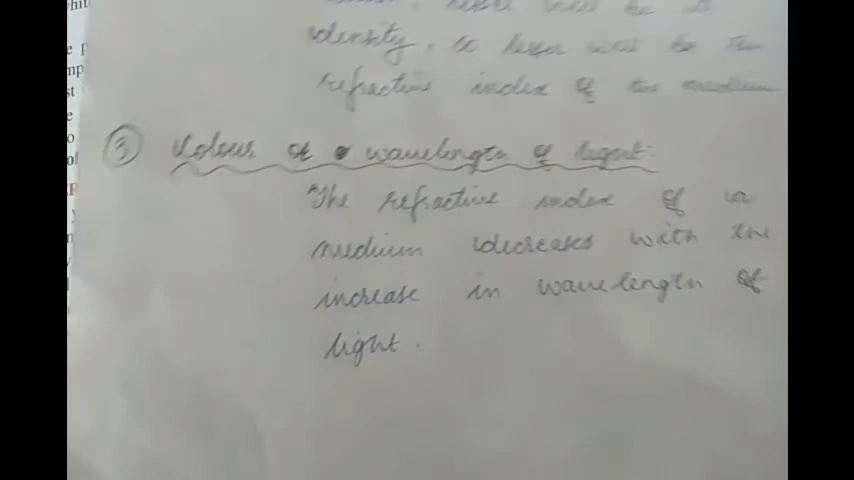 density, so lesser will be the
refractive index of the medium
③ Colour of wavelength of light:
The refractive index of a
medium decreases with the
increase in wavelength of
light.